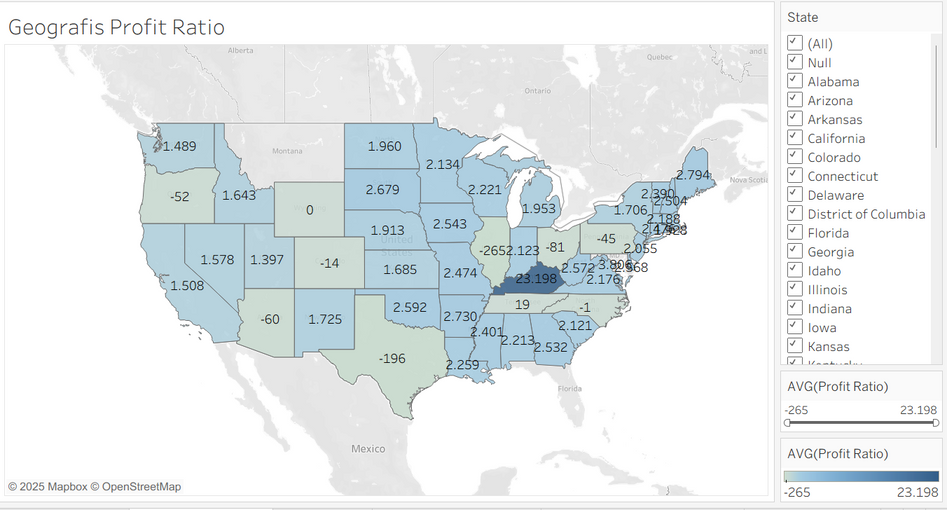 Geografis Profit Ratio
Alberta
Quebec
Ontario
Montana
Nova Scotia
United
States
Florida
Mexico
1.489
1.960
2.134
2.794
-52
1.643
2.679
2.221
1.953
1.706
2.390
2.504
0
1.913
2.543
2.188
1.578
1.397
-14
1.685
2.474
-265
2.123
-81
-45
2.055
1.508
23.198
2.572
2.176
-60
1.725
2.592
2.730
19
-1
2.401
2.213
2.532
2.121
-196
2.259
© 2025 Mapbox © OpenStreetMap
State
(All)
Null
Alabama
Arizona
Arkansas
California
Colorado
Connecticut
Delaware
District of Columbia
Florida
Georgia
Idaho
Illinois
Indiana
Iowa
Kansas
AVG(Profit Ratio)
-265 23.198
AVG(Profit Ratio)
-265 23.198